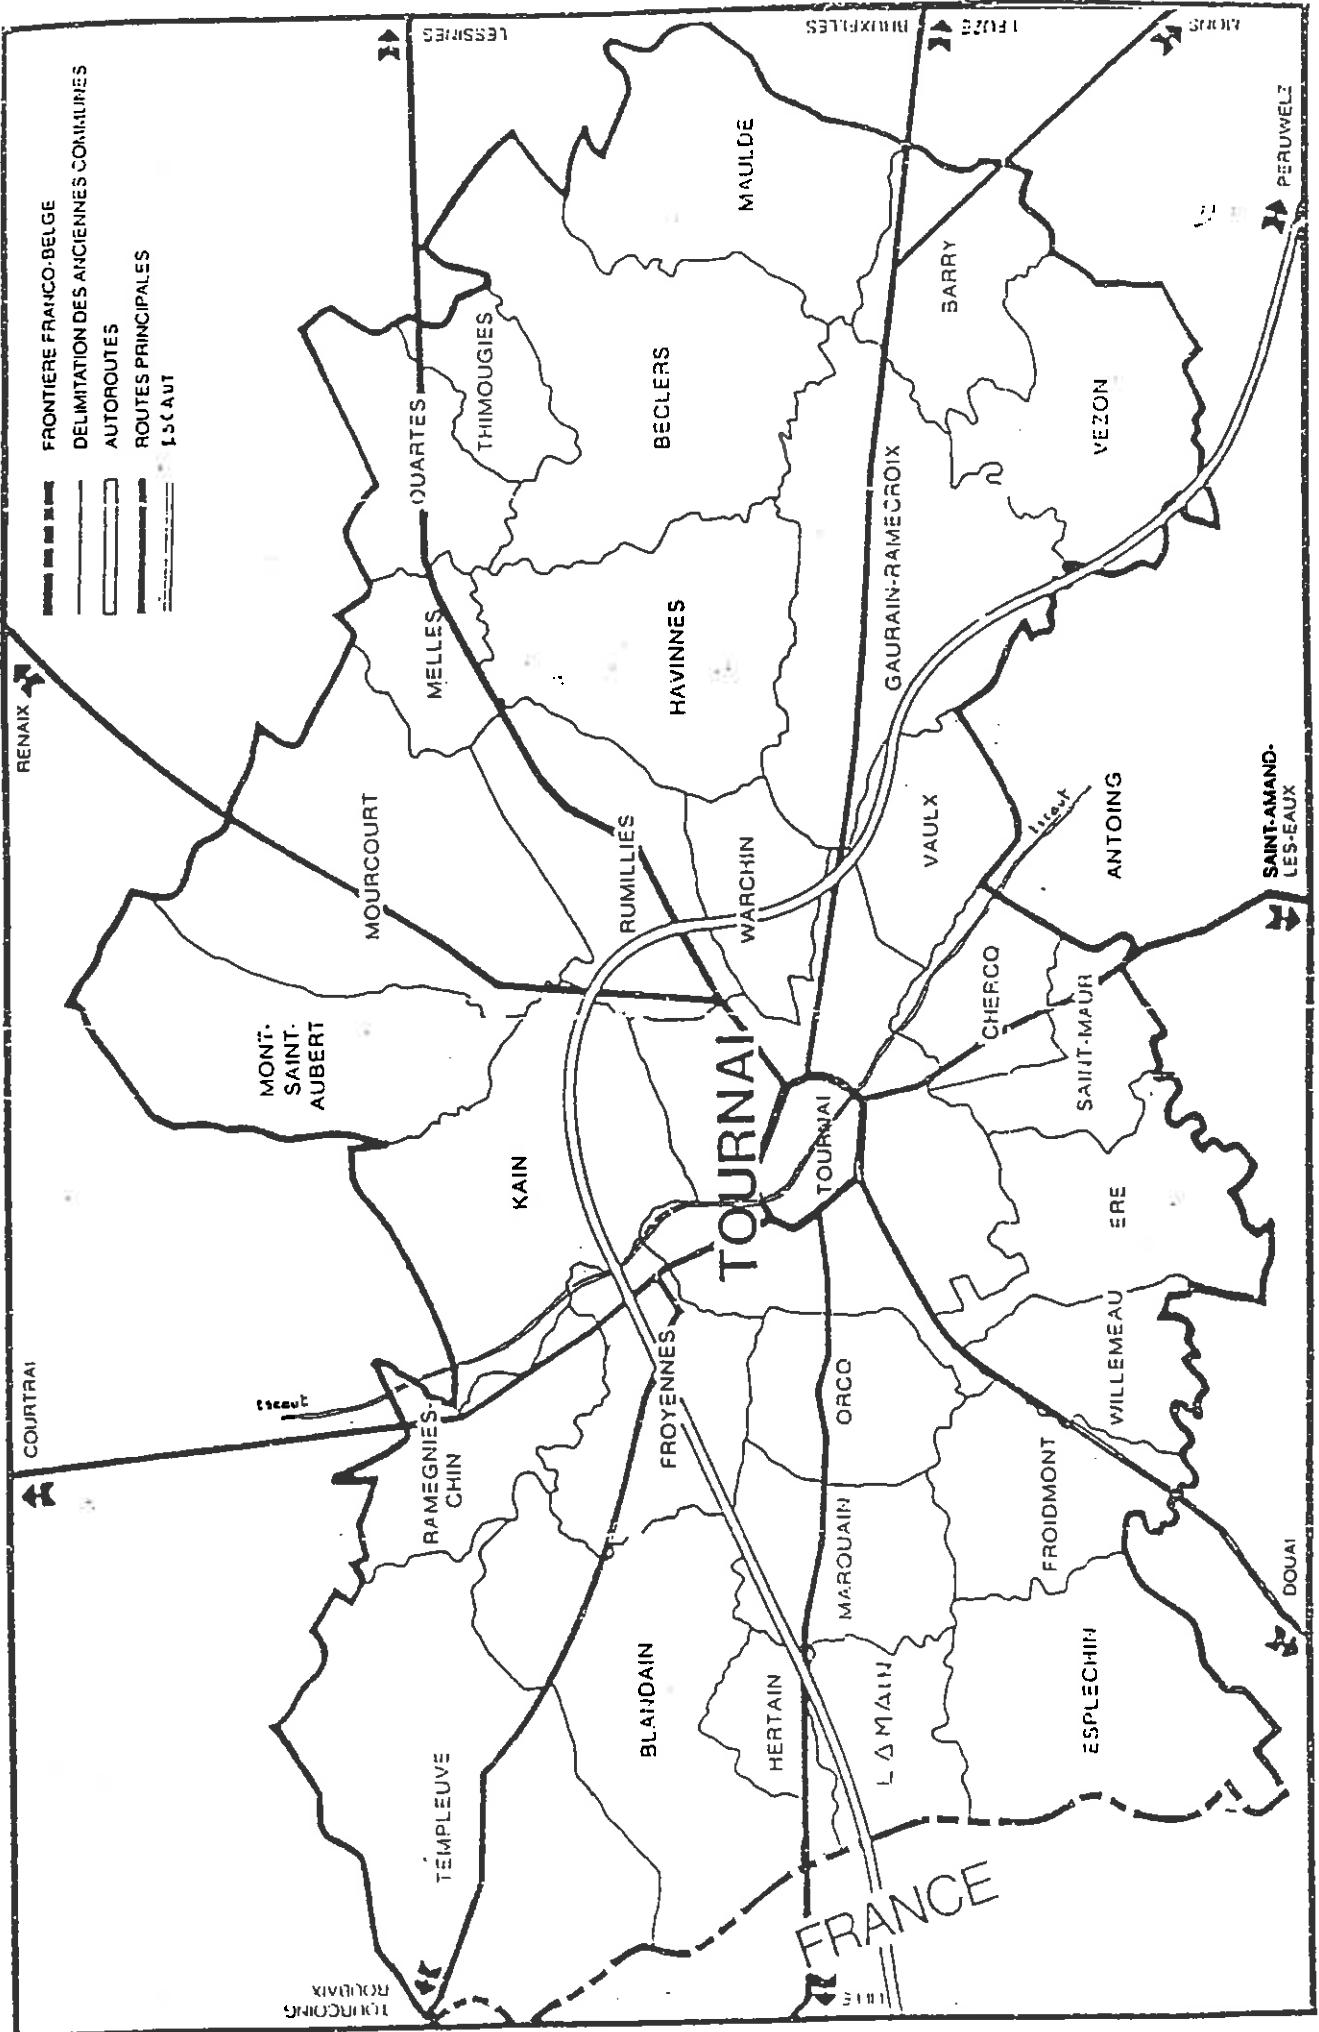 FRONTIERE FRANCO-BELGE
DELIMITATION DES ANCIENNES COMMUNES
AUTOROUTES
ROUTES PRINCIPALES
ESCAUT
COURTRAI
RENAIX
LESSINES
TOURCOING
ROUBAIX
BRUXELLES
LEUZE
MONS
PERUWELZ
SAINT-AMAND-
LES-EAUX
DOUAI
LILLE
FRANCE
Escaut
TEMPLEUVE
RAMEGNIES-
CHIN
KAIN
MONT-
SAINT-
AUBERT
MOURCOURT
MELLES
QUARTES
THIMOUGIES
BECLERS
MAULDE
HAVINNES
RUMILLIES
WARCHIN
BLANDAIN
FROYENNES
TOURNAI
TOURNAI
HERTAIN
LAMAIN
MARQUAIN
ORCQ
GAURAIN-RAMECROIX
BARRY
VEZON
VAULX
Escaut
ANTOING
CHERCQ
SAINT-MAUR
ERE
WILLEMEAU
FROIDMONT
ESPLECHIN